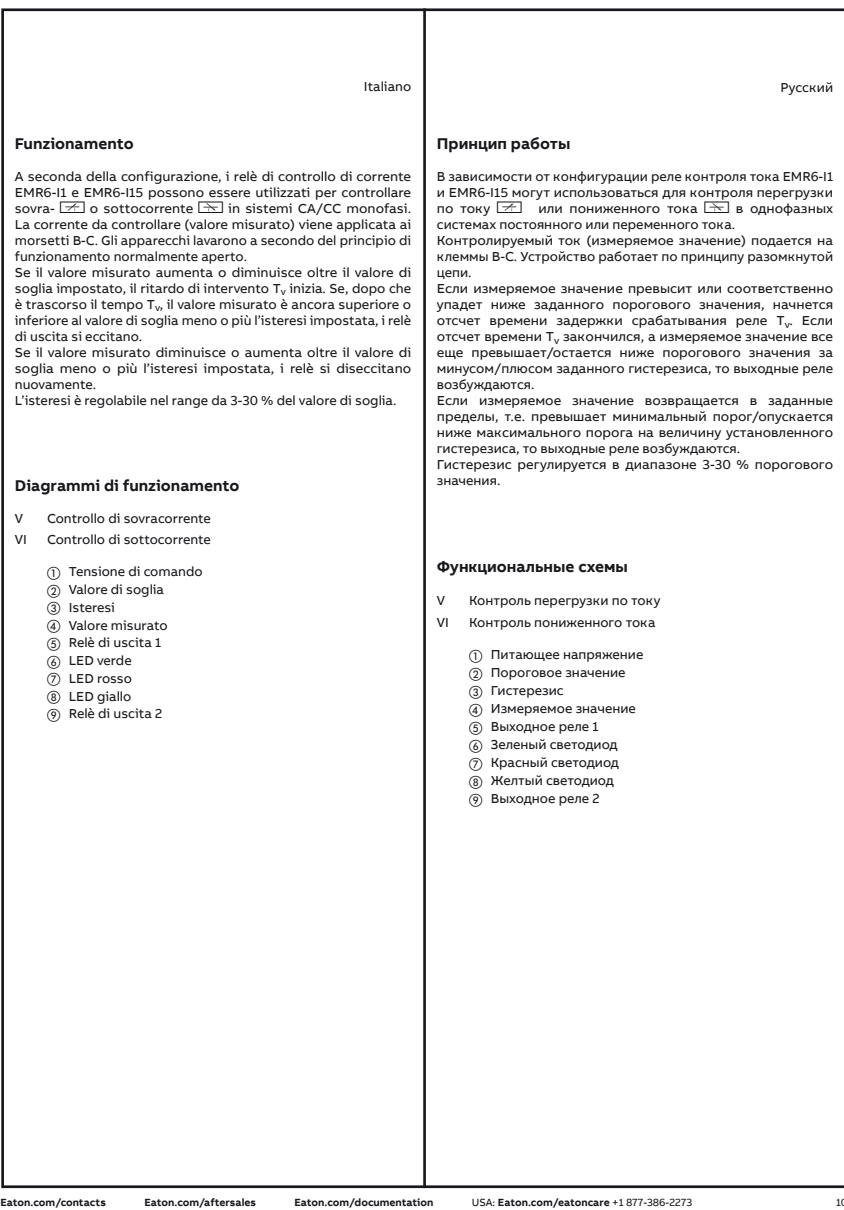 Italiano
Funzionamento
A seconda della configurazione, i relè di controllo di corrente
EMR6-I1 e EMR6-I15 possono essere utilizzati per controllare
sovra- o sottocorrente in sistemi CA/CC monofasi.
La corrente da controllare (valore misurato) viene applicata ai
morsetti B-C. Gli apparecchi lavarono a secondo del principio di
funzionamento normalmente aperto.
Se il valore misurato aumenta o diminuisce oltre il valore di
soglia impostato, il ritardo di intervento Tv inizia. Se, dopo che
è trascorso il tempo Tv, il valore misurato è ancora superiore o
inferiore al valore di soglia meno o più l'isteresi impostata, i relè
di uscita si eccitano.
Se il valore misurato diminuisce o aumenta oltre il valore di
soglia meno o più l'isteresi impostata, i relè si diseccitano
nuovamente.
L'isteresi è regolabile nel range da 3-30 % del valore di soglia.
Diagrammi di funzionamento
V Controllo di sovracorrente
VI Controllo di sottocorrente
① Tensione di comando
② Valore di soglia
③ Isteresi
④ Valore misurato
⑤ Relè di uscita 1
⑥ LED verde
⑦ LED rosso
⑧ LED giallo
⑨ Relè di uscita 2
Русский
Принцип работы
В зависимости от конфигурации реле контроля тока EMR6-I1
и EMR6-I15 могут использоваться для контроля перегрузки
по току или пониженного тока в однофазных
системах постоянного или переменного тока.
Контролируемый ток (измеряемое значение) подается на
клеммы B-C. Устройство работает по принципу разомкнутой
цепи.
Если измеряемое значение превысит или соответственно
упадет ниже заданного порогового значения, начнется
отсчет времени задержки срабатывания реле Tv. Если
отсчет времени Tv закончился, а измеряемое значение все
еще превышает/остается ниже порогового значения за
минусом/плюсом заданного гистерезиса, то выходные реле
возбуждаются.
Если измеряемое значение возвращается в заданные
пределы, т.е. превышает минимальный порог/опускается
ниже максимального порога на величину установленного
гистерезиса, то выходные реле возбуждаются.
Гистерезис регулируется в диапазоне 3-30 % порогового
значения.
Функциональные схемы
V Контроль перегрузки по току
VI Контроль пониженного тока
① Питающее напряжение
② Пороговое значение
③ Гистерезис
④ Измеряемое значение
⑤ Выходное реле 1
⑥ Зеленый светодиод
⑦ Красный светодиод
⑧ Желтый светодиод
⑨ Выходное реле 2
Eaton.com/contacts Eaton.com/aftersales Eaton.com/documentation USA: Eaton.com/eatoncare +1 877-386-2273 10